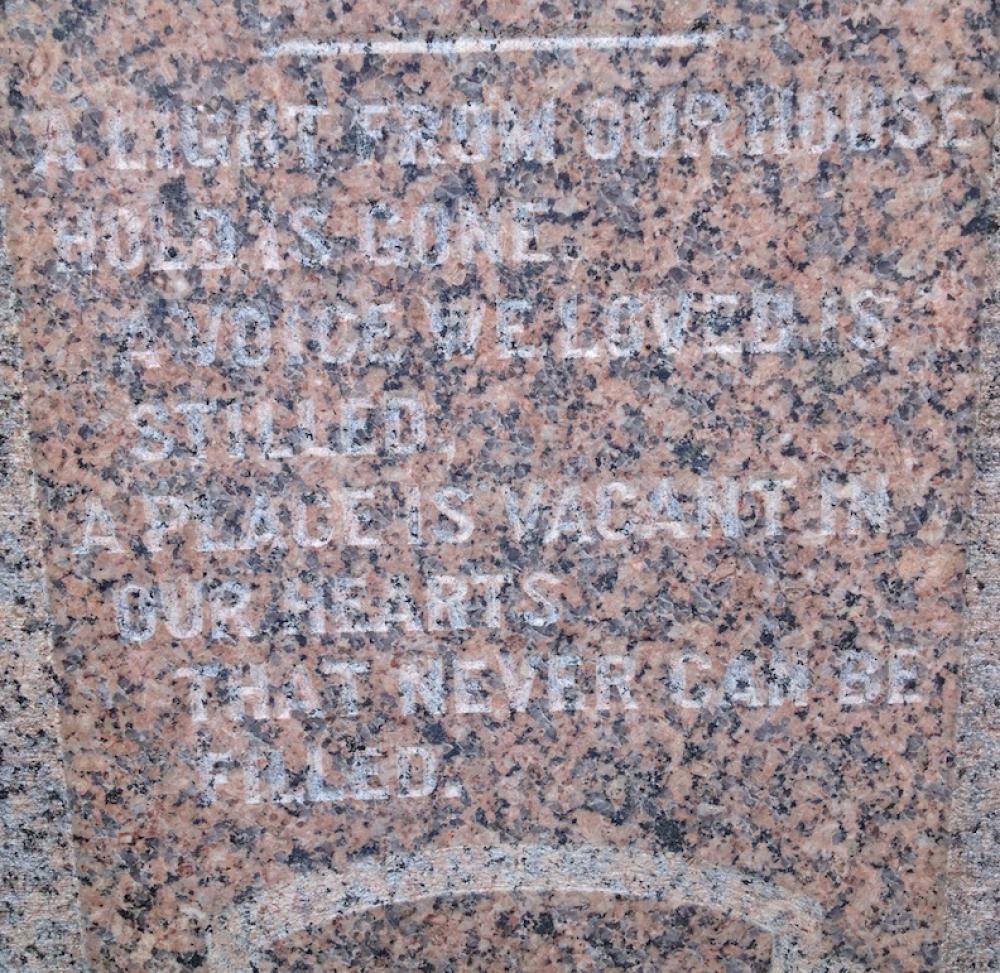 A LIGHT FROM OUR HOUSE
HOLD IS GONE,
A VOICE WE LOVED IS
STILLED,
A PLACE IS VACANT IN
OUR HEARTS
THAT NEVER CAN BE
FILLED.